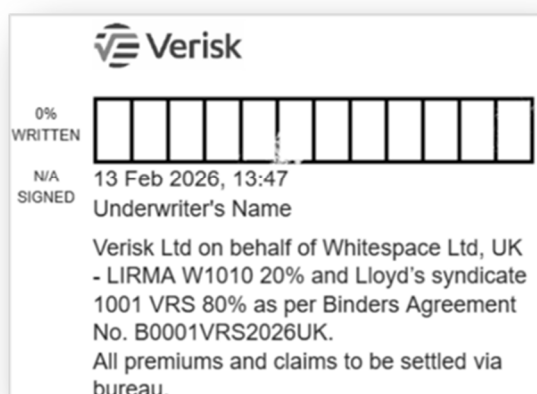 Verisk
0%
WRITTEN
N/A
SIGNED
13 Feb 2026, 13:47
Underwriter's Name
Verisk Ltd on behalf of Whitespace Ltd, UK
- LIRMA W1010 20% and Lloyd’s syndicate
1001 VRS 80% as per Binders Agreement
No. B0001VRS2026UK.
All premiums and claims to be settled via
bureau.